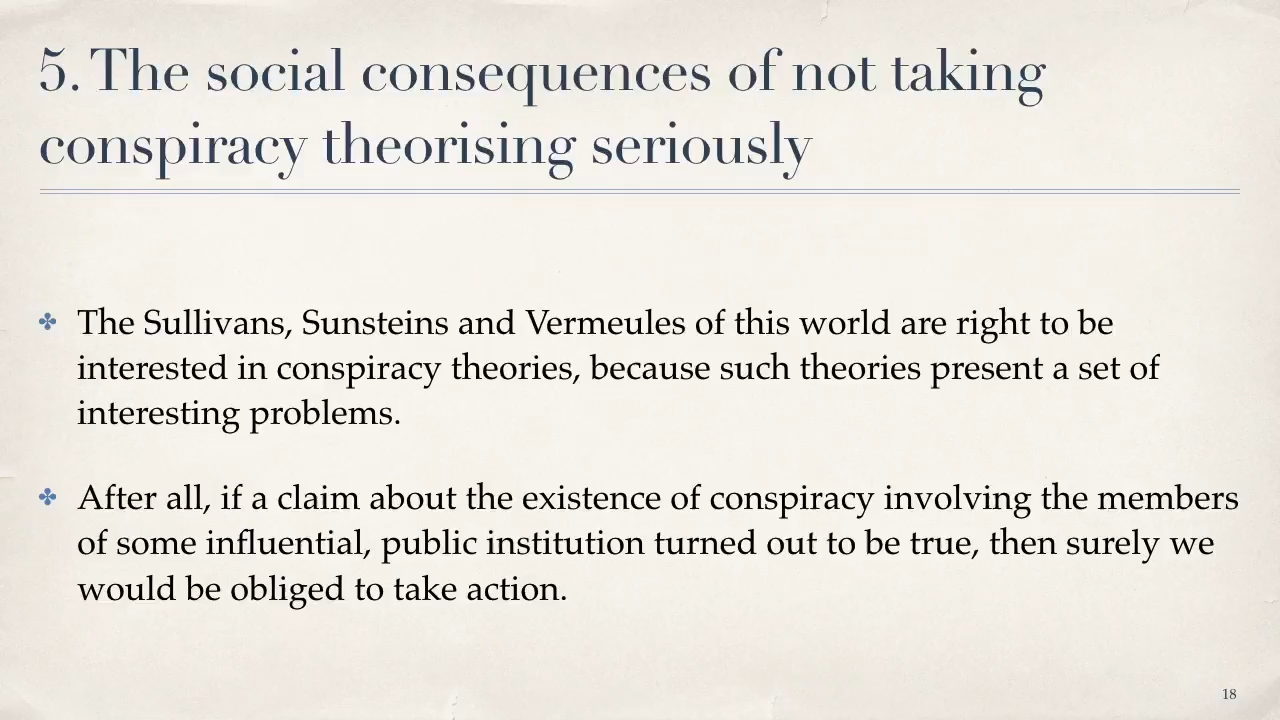 5. The social consequences of not taking
conspiracy theorising seriously
The Sullivans, Sunsteins and Vermeules of this world are right to be
interested in conspiracy theories, because such theories present a set of
interesting problems.
After all, if a claim about the existence of conspiracy involving the members
of some influential, public institution turned out to be true, then surely we
would be obliged to take action.
18